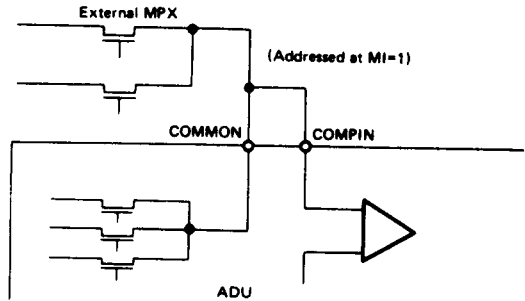 External MPX
(Addressed at MI=1)
COMMON
COMPIN
ADU